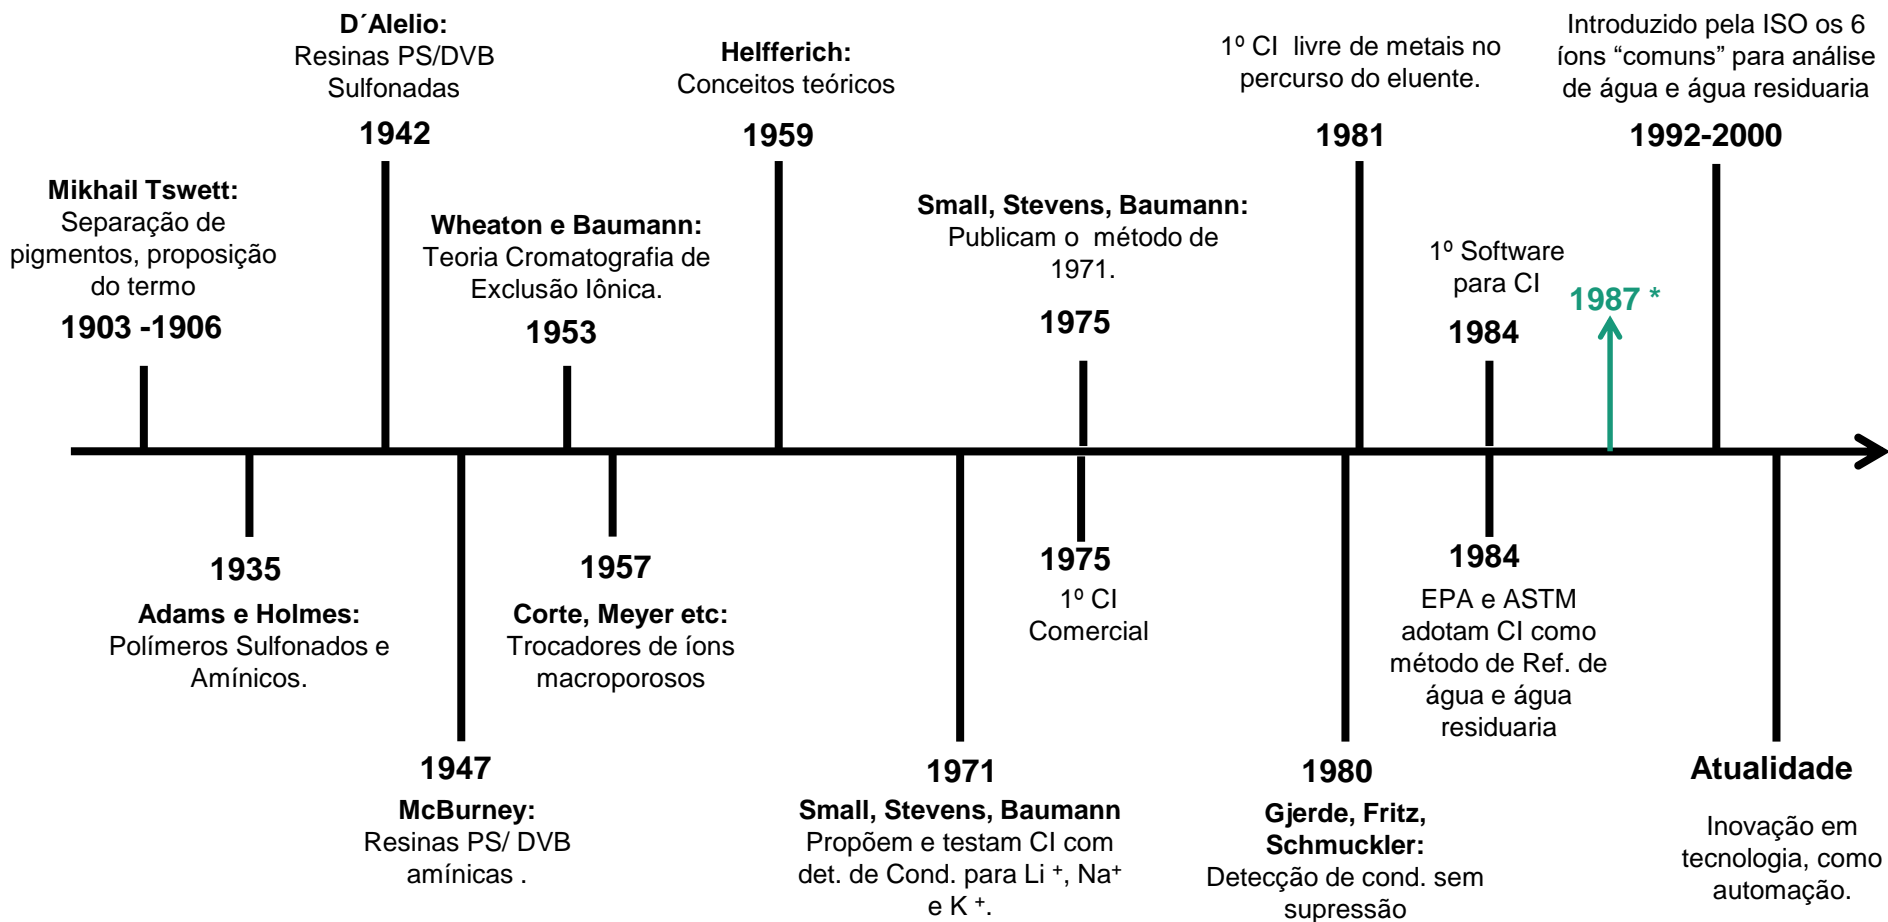 D´Alelio:
Resinas PS/DVB
Sulfonadas
1942
Helfferich:
Conceitos teóricos
1959
1º CI livre de metais no
percurso do eluente.
1981
Introduzido pela ISO os 6
íons “comuns” para análise
de água e água residuaria
1992-2000
Mikhail Tswett:
Separação de
pigmentos, proposição
do termo
1903 -1906
Wheaton e Baumann:
Teoria Cromatografia de
Exclusão Iônica.
1953
Small, Stevens, Baumann:
Publicam o método de
1971.
1975
1º Software
para CI
1984
1987 *
1935
Adams e Holmes:
Polímeros Sulfonados e
Amínicos.
1957
Corte, Meyer etc:
Trocadores de íons
macroporosos
1975
1º CI
Comercial
1984
EPA e ASTM
adotam CI como
método de Ref. de
água e água
residuaria
1947
McBurney:
Resinas PS/ DVB
amínicas .
1971
Small, Stevens, Baumann
Propõem e testam CI com
det. de Cond. para Li ⁺, Na⁺
e K ⁺.
1980
Gjerde, Fritz,
Schmuckler:
Detecção de cond. sem
supressão
Atualidade
Inovação em
tecnologia, como
automação.